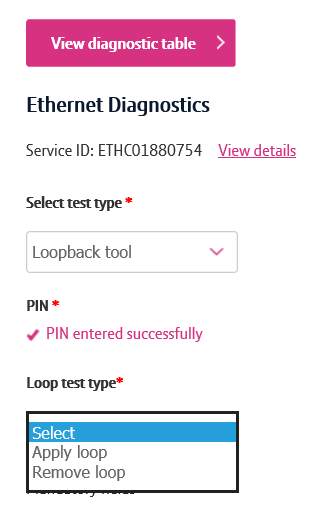 View diagnostic table
Ethernet Diagnostics
Service ID: ETHC01880754 View details
Select test type *
Loopback tool
PIN *
PIN entered successfully
Loop test type*
Select
Apply loop
Remove loop